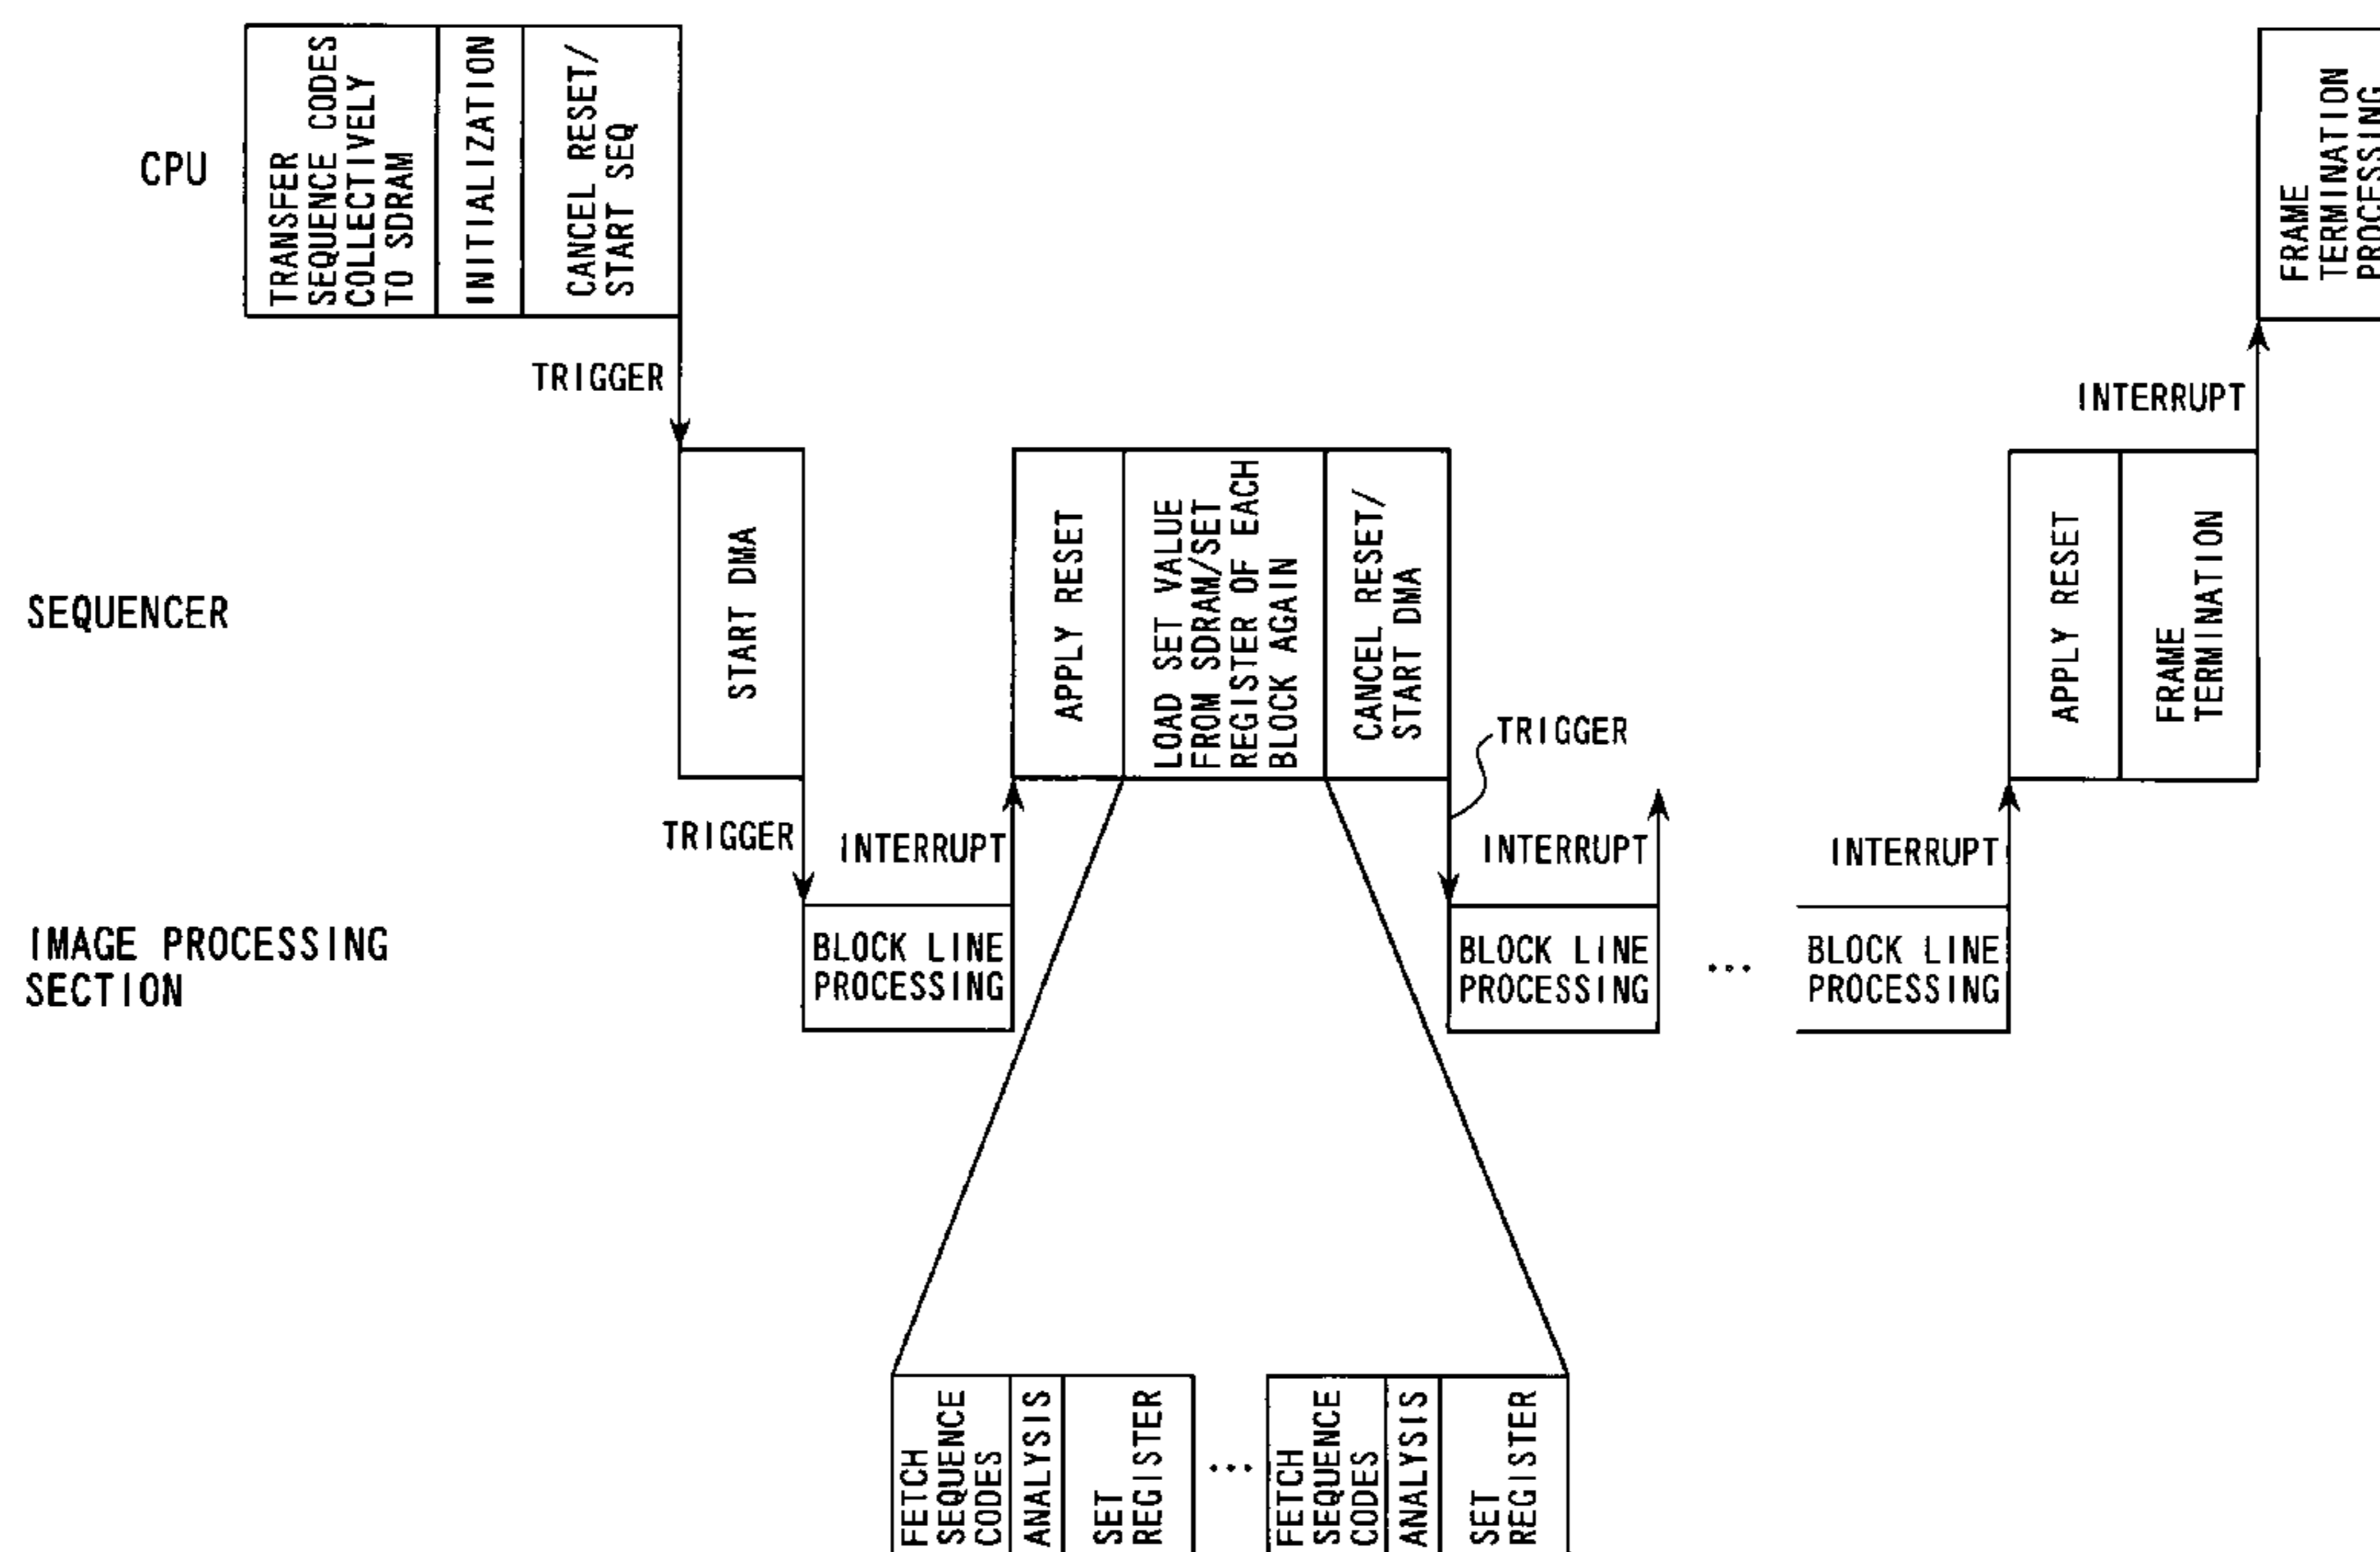 CPU
TRANSFER
SEQUENCE CODES
COLLECTIVELY
TO SDRAM
INITIALIZATION
CANCEL RESET/
START SEQ
FRAME
TERMINATION
PROCESSING
TRIGGER
INTERRUPT
SEQUENCER
START DMA
APPLY RESET
LOAD SET VALUE
FROM SDRAM/SET
REGISTER OF EACH
BLOCK AGAIN
CANCEL RESET/
START DMA
TRIGGER
APPLY RESET
FRAME
TERMINATION
TRIGGER
INTERRUPT
INTERRUPT
INTERRUPT
IMAGE PROCESSING
SECTION
BLOCK LINE
PROCESSING
BLOCK LINE
PROCESSING
...
BLOCK LINE
PROCESSING
FETCH
SEQUENCE
CODES
ANALYSIS
SET
REGISTER
...
FETCH
SEQUENCE
CODES
ANALYSIS
SET
REGISTER